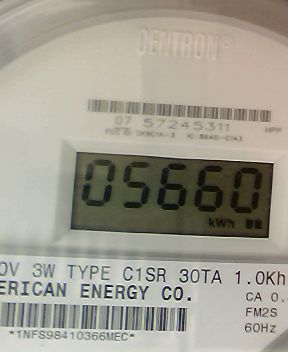 CENTRON®
07 57245311
HPP
05660
kWh
0V 3W TYPE C1SR 30TA 1.0Kh
ERICAN ENERGY CO.
CA 0.
FM2S
60Hz
*1NFS98410366MEC*